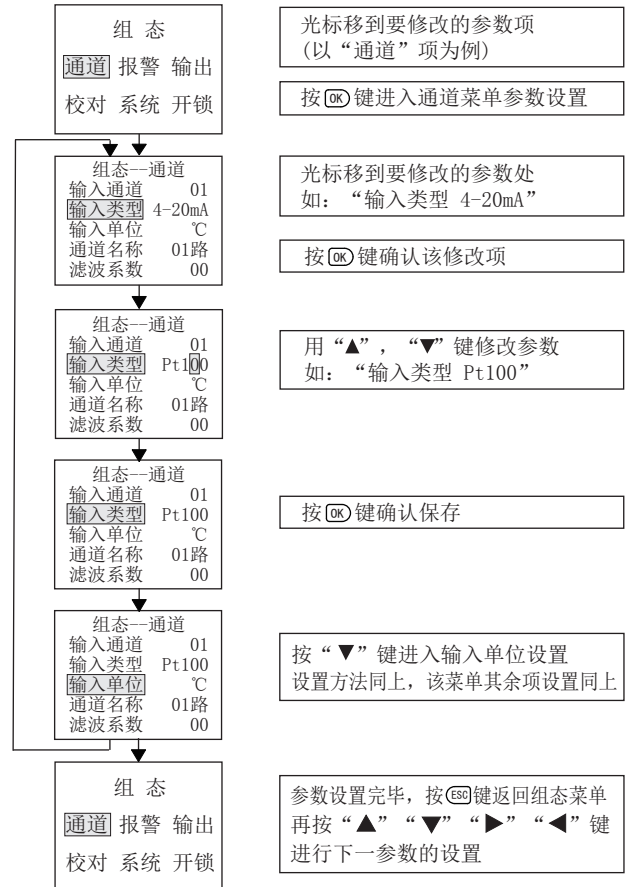 组 态
通道 报警 输出
校对 系统 开锁
光标移到要修改的参数项
(以“通道”项为例)
按OK键进入通道菜单参数设置
组态--通道
输入通道 01
输入类型 4-20mA
输入单位 ℃
通道名称 01路
滤波系数 00
光标移到要修改的参数处
如: “输入类型 4-20mA”
按OK键确认该修改项
组态--通道
输入通道 01
输入类型 Pt100
输入单位 ℃
通道名称 01路
滤波系数 00
用“▲”, “▼”键修改参数
如: “输入类型 Pt100”
组态--通道
输入通道 01
输入类型 Pt100
输入单位 ℃
通道名称 01路
滤波系数 00
按OK键确认保存
组态--通道
输入通道 01
输入类型 Pt100
输入单位 ℃
通道名称 01路
滤波系数 00
按“▼”键进入输入单位设置
设置方法同上，该菜单其余项设置同上
组 态
通道 报警 输出
校对 系统 开锁
参数设置完毕，按ESC键返回组态菜单
再按“▲” “▼” “▶” “◀”键
进行下一参数的设置